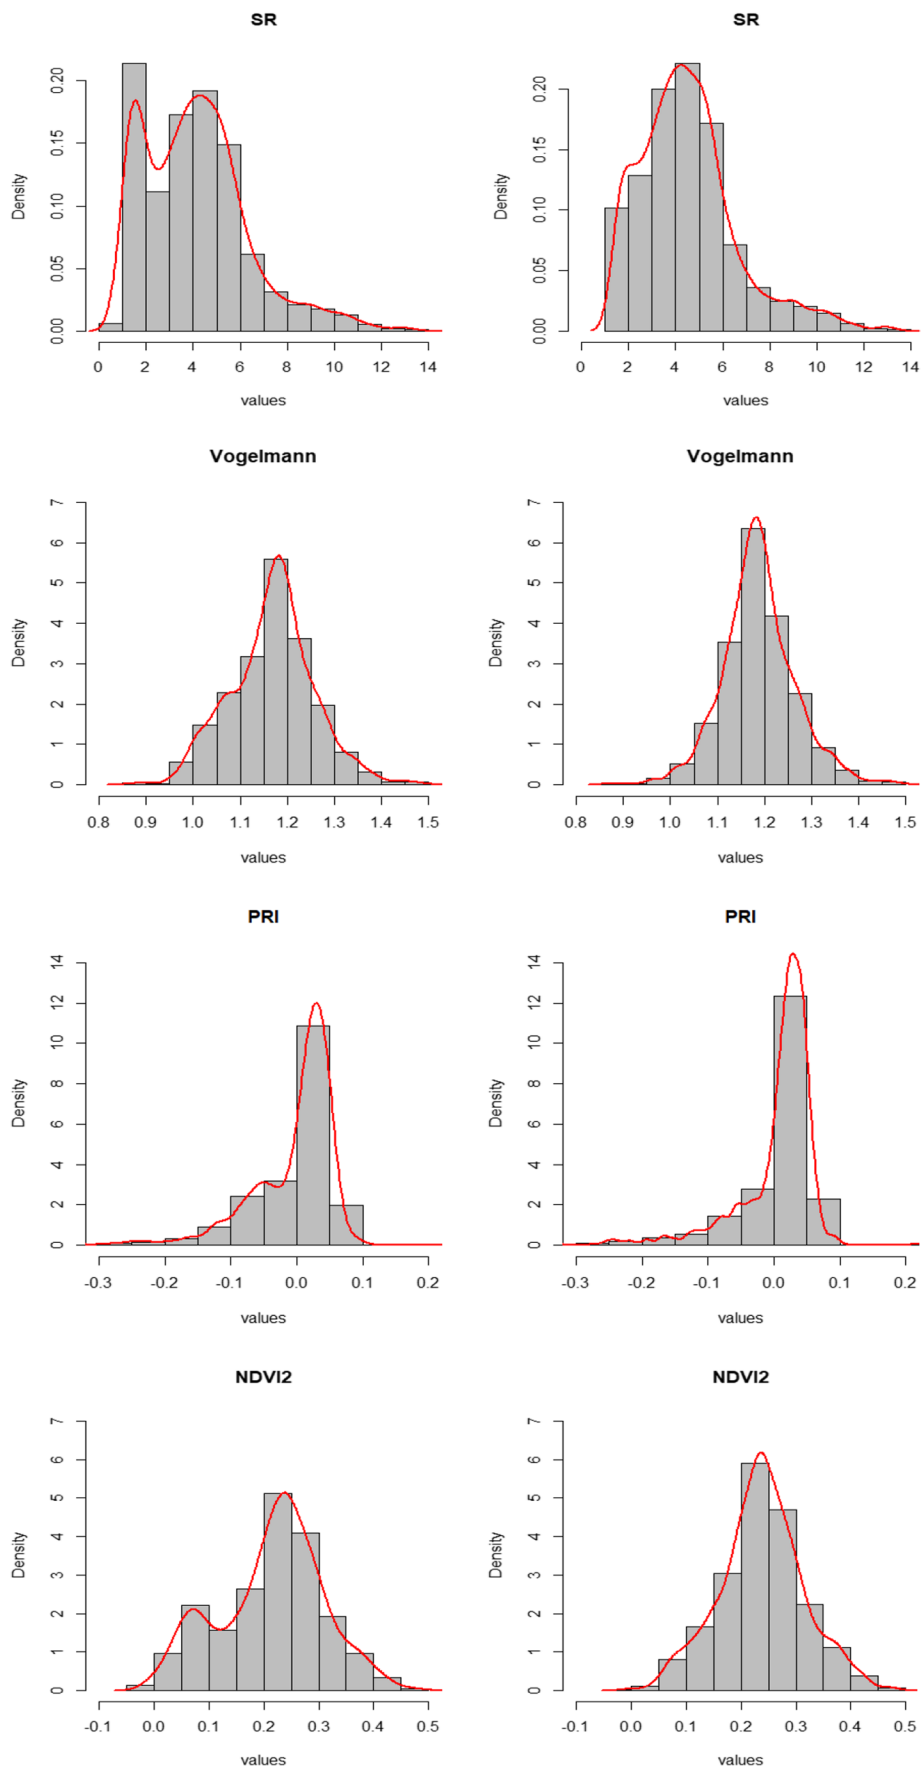 SR SR
0.20 0.20
0.15 0.15
Density Density
0.10 0.10
0.05 0.05
0.00 0.00
0 2 4 6 8 10 12 14 0 2 4 6 8 10 12 14
values values
Vogelmann Vogelmann
7 7
6 6
5 5
4 4
Density Density
3 3
2 2
1 1
0 0
0.8 0.9 1.0 1.1 1.2 1.3 1.4 1.5 0.8 0.9 1.0 1.1 1.2 1.3 1.4 1.5
values values
PRI PRI
14 14
12 12
10 10
8 8
Density Density
6 6
4 4
2 2
0 0
-0.3 -0.2 -0.1 0.0 0.1 0.2 -0.3 -0.2 -0.1 0.0 0.1 0.2
values values
NDVI2 NDVI2
7 7
6 6
5 5
4 4
Density Density
3 3
2 2
1 1
0 0
-0.1 0.0 0.1 0.2 0.3 0.4 0.5 -0.1 0.0 0.1 0.2 0.3 0.4 0.5
values values